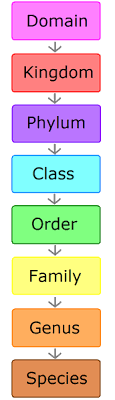 Domain
Kingdom
Phylum
Class
Order
Family
Genus
Species